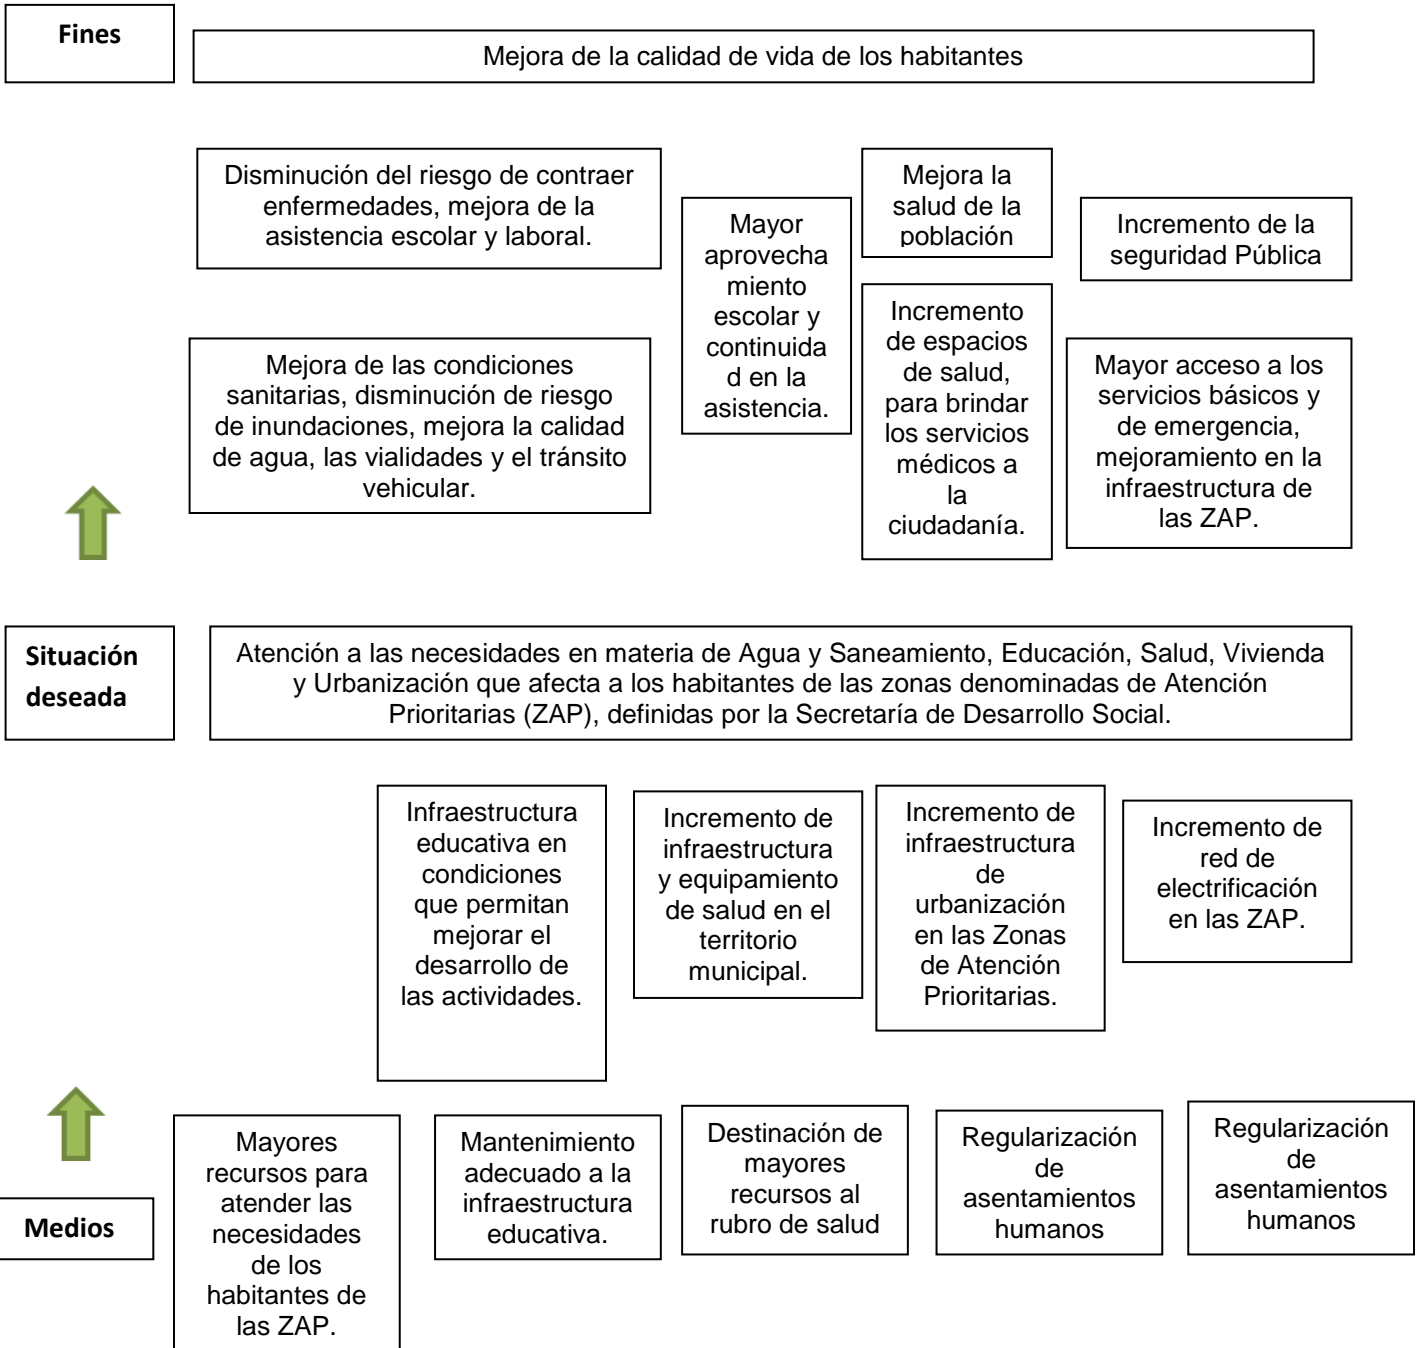 Fines
Mejora de la calidad de vida de los habitantes
Disminución del riesgo de contraer
enfermedades, mejora de la
asistencia escolar y laboral.
Mayor
aprovecha
miento
escolar y
continuida
d en la
asistencia.
Mejora la
salud de la
población
Incremento de la
seguridad Pública
Mejora de las condiciones
sanitarias, disminución de riesgo
de inundaciones, mejora la calidad
de agua, las vialidades y el tránsito
vehicular.
Incremento
de espacios
de salud,
para brindar
los servicios
médicos a
la
ciudadanía.
Mayor acceso a los
servicios básicos y
de emergencia,
mejoramiento en la
infraestructura de
las ZAP.
Situación
deseada
Atención a las necesidades en materia de Agua y Saneamiento, Educación, Salud, Vivienda
y Urbanización que afecta a los habitantes de las zonas denominadas de Atención
Prioritarias (ZAP), definidas por la Secretaría de Desarrollo Social.
Infraestructura
educativa en
condiciones
que permitan
mejorar el
desarrollo de
las actividades.
Incremento de
infraestructura
y equipamiento
de salud en el
territorio
municipal.
Incremento de
infraestructura
de
urbanización
en las Zonas
de Atención
Prioritarias.
Incremento de
red de
electrificación
en las ZAP.
Medios
Mayores
recursos para
atender las
necesidades
de los
habitantes de
las ZAP.
Mantenimiento
adecuado a la
infraestructura
educativa.
Destinación de
mayores
recursos al
rubro de salud
Regularización
de
asentamientos
humanos
Regularización
de
asentamientos
humanos